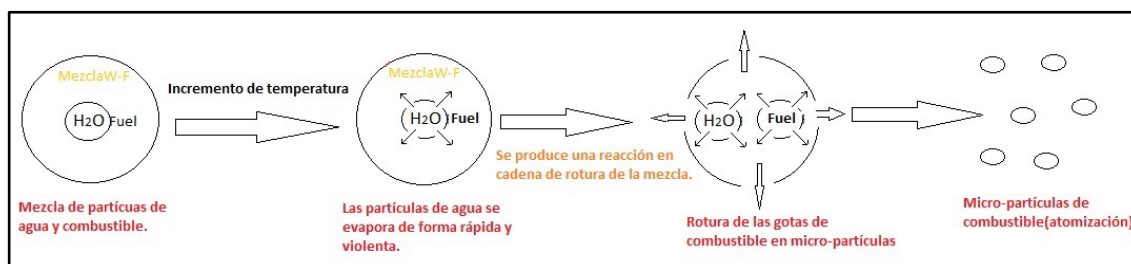 MezclaW-F
H2O Fuel
Mezcla de partícuas de
agua y combustible.
Incremento de temperatura
MezclaW-F
H2O Fuel
Las partículas de agua se
evapora de forma rápida y
violenta.
Se produce una reacción en
cadena de rotura de la mezcla.
H2O Fuel
Rotura de las gotas de
combustible en micro-partículas
Micro-partículas de
combustible(atomización)